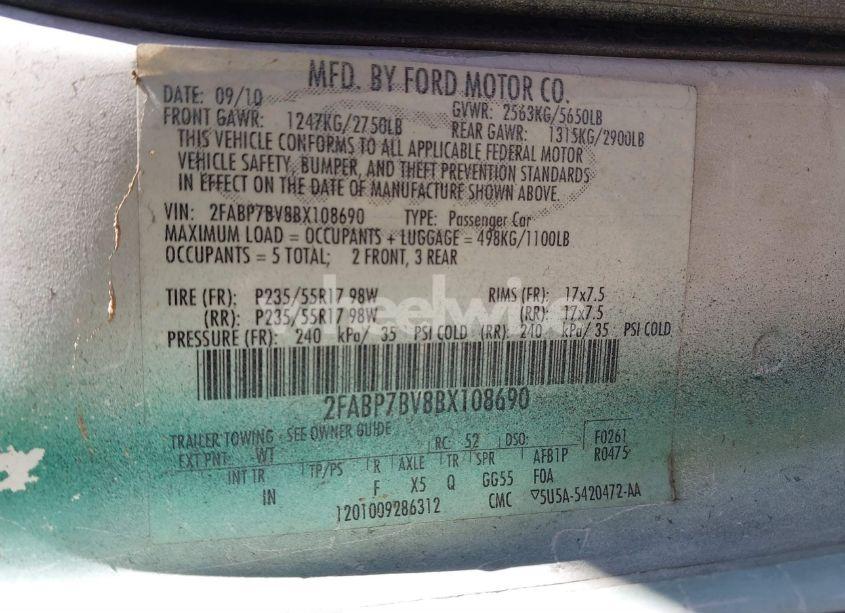 MFD. BY FORD MOTOR CO.
DATE: 09/10 GVWR: 2563KG/5650LB
FRONT GAWR: 1247KG/2750LB REAR GAWR: 1315KG/2900LB
THIS VEHICLE CONFORMS TO ALL APPLICABLE FEDERAL MOTOR
VEHICLE SAFETY, BUMPER, AND THEFT PREVENTION STANDARDS
IN EFFECT ON THE DATE OF MANUFACTURE SHOWN ABOVE.
VIN: 2FABP7BV8BX108690 TYPE: Passenger Car
MAXIMUM LOAD = OCCUPANTS + LUGGAGE = 498KG/1100LB
OCCUPANTS = 5 TOTAL; 2 FRONT, 3 REAR
TIRE (FR): P235/55R17 98W RIMS (FR): 17x7.5
(RR): P235/55R17 98W (RR): 17x7.5
PRESSURE (FR): 240 kPa/ 35 PSI COLD (RR): 240 kPa/ 35 PSI COLD
2FABP7BV8BX108690
TRAILER TOWING - SEE OWNER GUIDE
EXT PNT: WT RC: 52 DSO: F0261
INT TR TP/PS R AXLE TR SPR AFB1P R0475
IN F X5 Q GG55 FOA
1201009286312 CMC 5U5A-5420472-AA